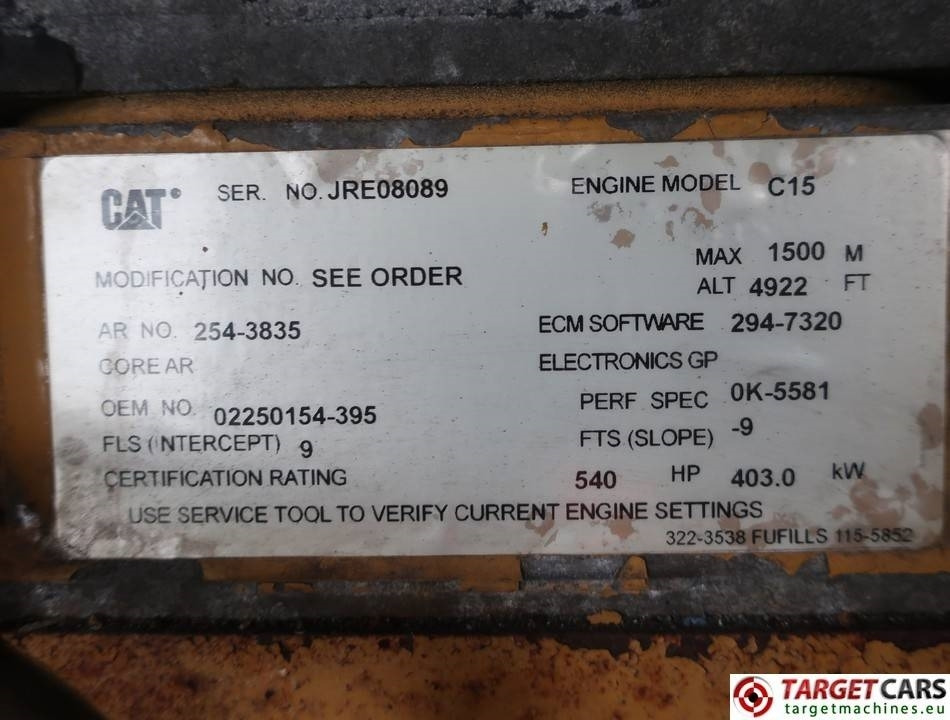 CAT SER. NO. JRE08089 ENGINE MODEL C15
MAX 1500 M
MODIFICATION NO. SEE ORDER ALT 4922 FT
AR NO. 254-3835 ECM SOFTWARE 294-7320
CORE AR ELECTRONICS GP
OEM NO. 02250154-395 PERF SPEC 0K-5581
FLS (INTERCEPT) 9 FTS (SLOPE) -9
CERTIFICATION RATING 540 HP 403.0 kW
USE SERVICE TOOL TO VERIFY CURRENT ENGINE SETTINGS
322-3538 FUFILLS 115-5852
TARGET CARS
targetmachines.eu